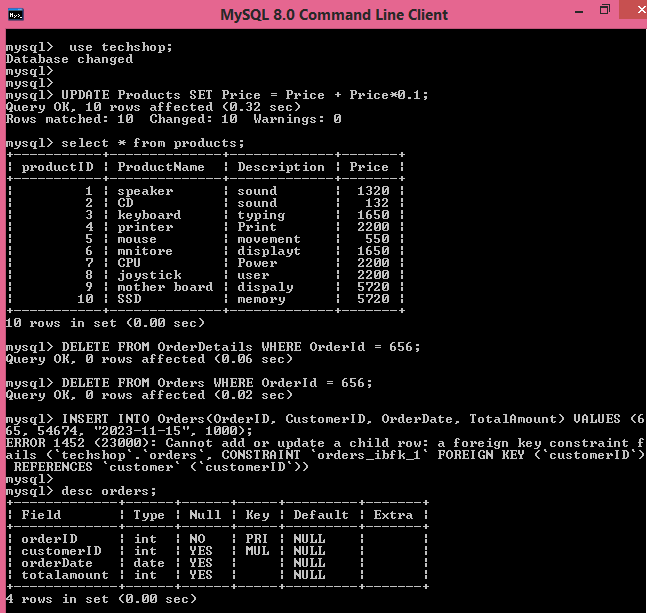 MySQL 8.0 Command Line Client
mysql>  use techshop;
Database changed
mysql>
mysql>
mysql> UPDATE Products SET Price = Price + Price*0.1;
Query OK, 10 rows affected (0.32 sec)
Rows matched: 10  Changed: 10  Warnings: 0
mysql> select * from products;
+-----------+--------------+-------------+-------+
| productID | ProductName  | Description | Price |
+-----------+--------------+-------------+-------+
|         1 | speaker      | sound       |  1320 |
|         2 | CD           | sound       |   132 |
|         3 | keyboard     | typing      |  1650 |
|         4 | printer      | Print       |  2200 |
|         5 | mouse        | movement    |   550 |
|         6 | mnitore      | displayt    |  1650 |
|         7 | CPU          | Power       |  2200 |
|         8 | joystick     | user        |  2200 |
|         9 | mother board | dispaly     |  5720 |
|        10 | SSD          | memory      |  5720 |
+-----------+--------------+-------------+-------+
10 rows in set (0.00 sec)
mysql> DELETE FROM OrderDetails WHERE OrderId = 656;
Query OK, 0 rows affected (0.06 sec)
mysql> DELETE FROM Orders WHERE OrderId = 656;
Query OK, 0 rows affected (0.02 sec)
mysql> INSERT INTO Orders(OrderID, CustomerID, OrderDate, TotalAmount) VALUES (6
65, 54674, "2023-11-15", 1000);
ERROR 1452 (23000): Cannot add or update a child row: a foreign key constraint f
ails (`techshop`.`orders`, CONSTRAINT `orders_ibfk_1` FOREIGN KEY (`customerID`)
 REFERENCES `customer` (`customerID`))
mysql>
mysql> desc orders;
+-------------+------+------+-----+---------+-------+
| Field       | Type | Null | Key | Default | Extra |
+-------------+------+------+-----+---------+-------+
| orderID     | int  | NO   | PRI | NULL    |       |
| customerID  | int  | YES  | MUL | NULL    |       |
| orderDate   | date | YES  |     | NULL    |       |
| totalamount | int  | YES  |     | NULL    |       |
+-------------+------+------+-----+---------+-------+
4 rows in set (0.00 sec)